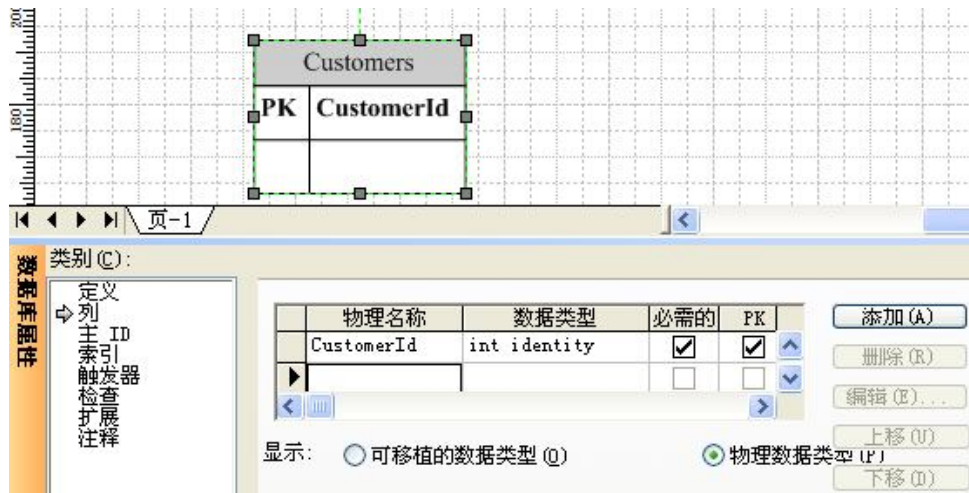 200
180
Customers
PK CustomerId
页-1
数据库属性
类别(C):
定义
列
主 ID
索引
触发器
检查
扩展
注释
物理名称 数据类型 必需的 PK
CustomerId int identity
添加(A)
删除(R)
编辑(E)...
上移(U)
下移(D)
显示: 可移植的数据类型(O) 物理数据类型(P)